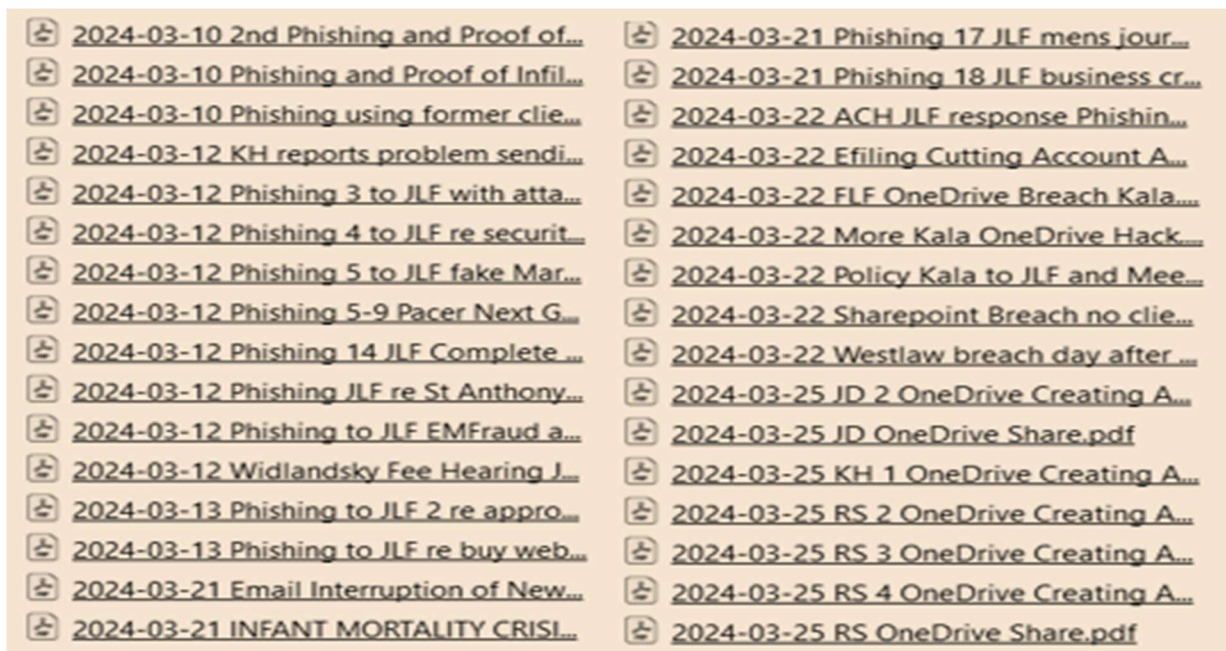 2024-03-10 2nd Phishing and Proof of...
2024-03-10 Phishing and Proof of Infil...
2024-03-10 Phishing using former clie...
2024-03-12 KH reports problem sendi...
2024-03-12 Phishing 3 to JLF with atta...
2024-03-12 Phishing 4 to JLF re securit...
2024-03-12 Phishing 5 to JLF fake Mar...
2024-03-12 Phishing 5-9 Pacer Next G...
2024-03-12 Phishing 14 JLF Complete ...
2024-03-12 Phishing JLF re St Anthony...
2024-03-12 Phishing to JLF EMFraud a...
2024-03-12 Widlandsky Fee Hearing J...
2024-03-13 Phishing to JLF 2 re appro...
2024-03-13 Phishing to JLF re buy web...
2024-03-21 Email Interruption of New...
2024-03-21 INFANT MORTALITY CRISI...
2024-03-21 Phishing 17 JLF mens jour...
2024-03-21 Phishing 18 JLF business cr...
2024-03-22 ACH JLF response Phishin...
2024-03-22 Efiling Cutting Account A...
2024-03-22 FLF OneDrive Breach Kala....
2024-03-22 More Kala OneDrive Hack....
2024-03-22 Policy Kala to JLF and Mee...
2024-03-22 Sharepoint Breach no clie...
2024-03-22 Westlaw breach day after ...
2024-03-25 JD 2 OneDrive Creating A...
2024-03-25 JD OneDrive Share.pdf
2024-03-25 KH 1 OneDrive Creating A...
2024-03-25 RS 2 OneDrive Creating A...
2024-03-25 RS 3 OneDrive Creating A...
2024-03-25 RS 4 OneDrive Creating A...
2024-03-25 RS OneDrive Share.pdf